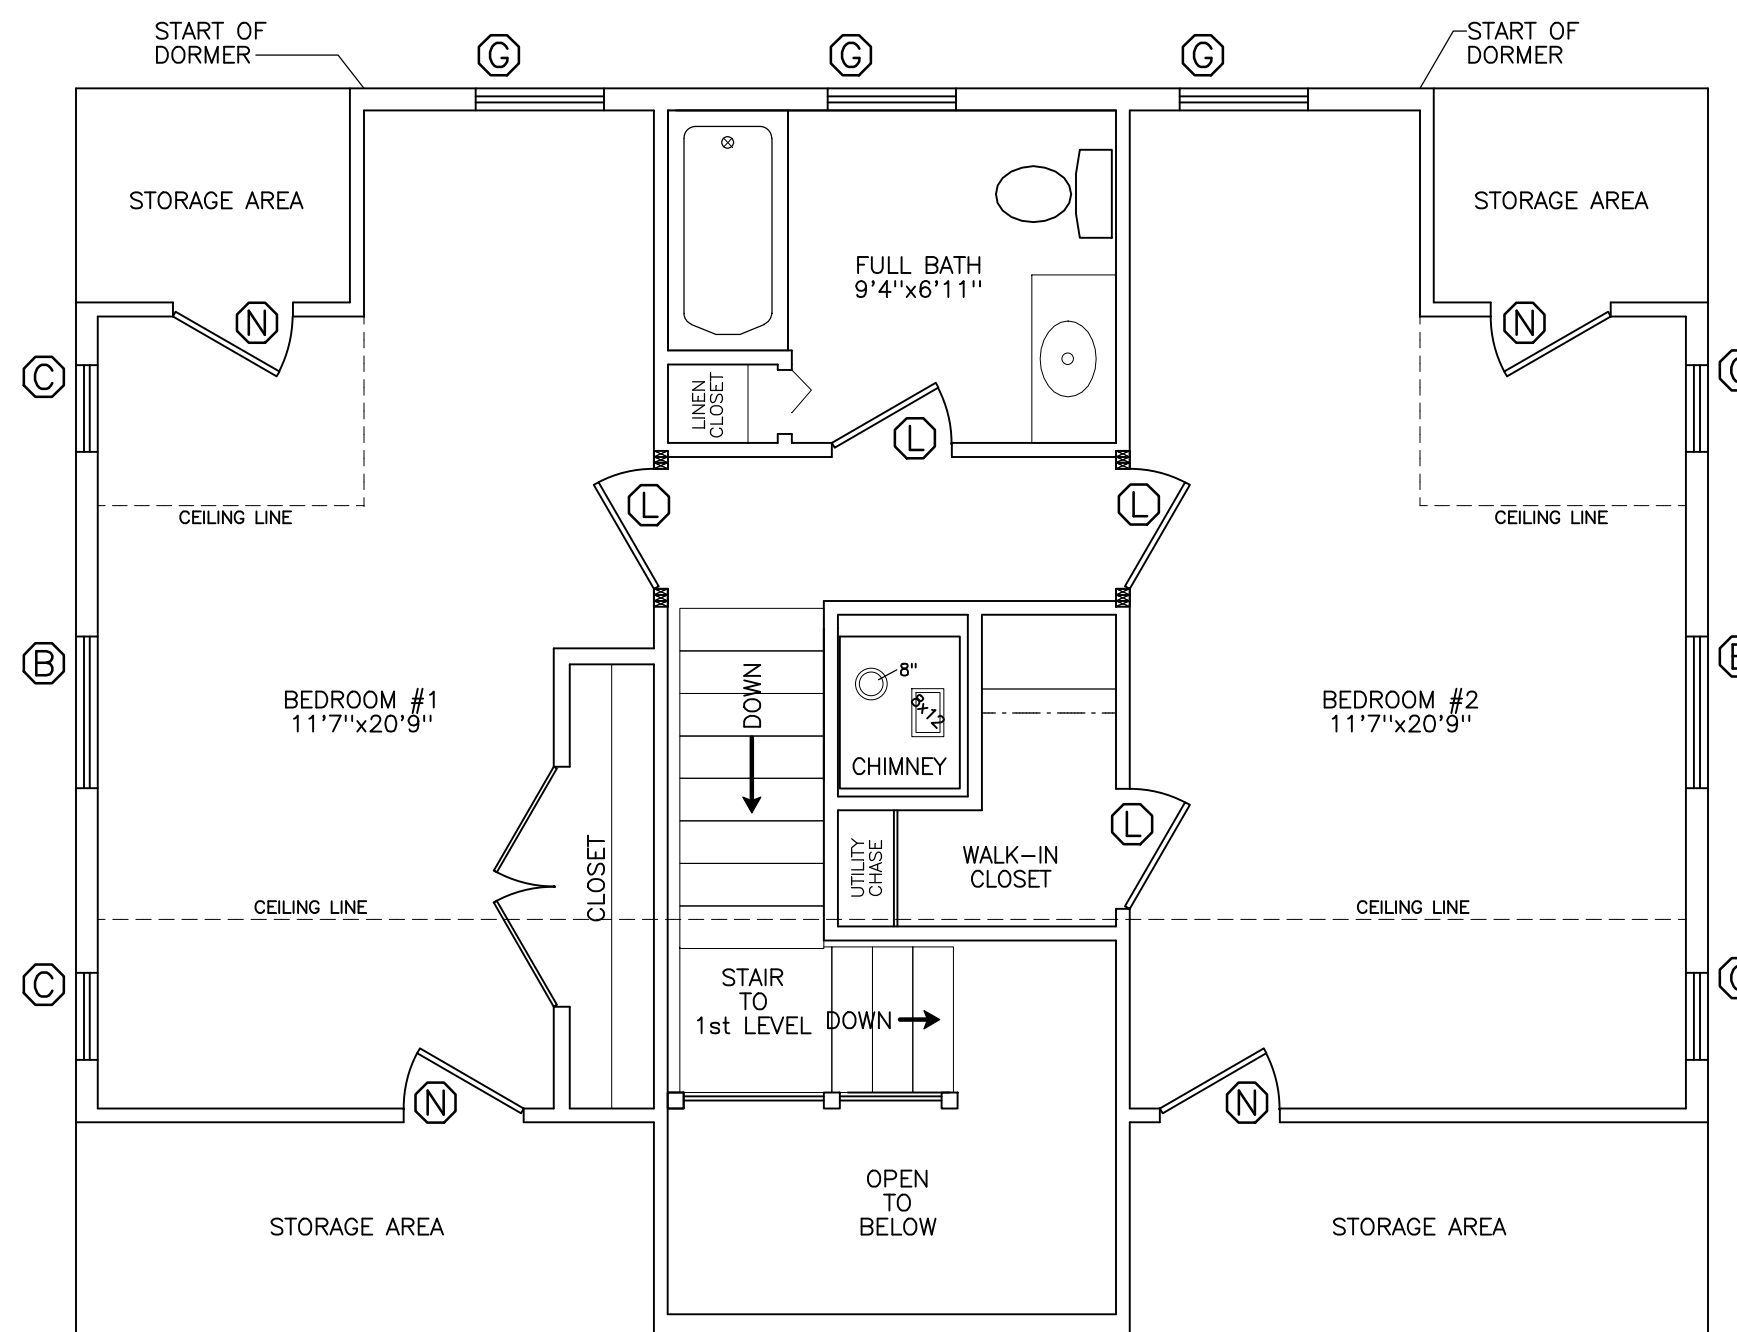 START OF
DORMER
G
G
G
START OF
DORMER
STORAGE AREA
STORAGE AREA
FULL BATH
9'4"x6'11"
N
N
C
LINEN
CLOSET
L
L
L
CEILING LINE
CEILING LINE
B
BEDROOM #1
11'7"x20'9"
DOWN
8"
8x12
CHIMNEY
BEDROOM #2
11'7"x20'9"
L
CLOSET
UTILITY
CHASE
WALK-IN
CLOSET
CEILING LINE
CEILING LINE
C
STAIR
TO
1st LEVEL
DOWN
N
N
OPEN
TO
BELOW
STORAGE AREA
STORAGE AREA